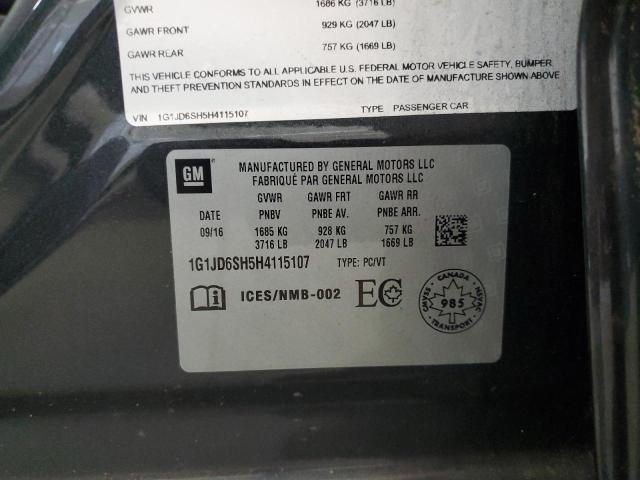 GVWR 1686 KG (3716 LB)
GAWR FRONT 929 KG (2047 LB)
GAWR REAR 757 KG (1669 LB)
THIS VEHICLE CONFORMS TO ALL APPLICABLE U.S. FEDERAL MOTOR VEHICLE SAFETY, BUMPER
AND THEFT PREVENTION STANDARDS IN EFFECT ON THE DATE OF MANUFACTURE SHOWN ABOVE
VIN 1G1JD6SH5H4115107 TYPE PASSENGER CAR
GM
MANUFACTURED BY GENERAL MOTORS LLC
FABRIQUÉ PAR GENERAL MOTORS LLC
GVWR GAWR FRT GAWR RR
DATE PNBV PNBE AV. PNBE ARR.
09/16 1685 KG 928 KG 757 KG
3716 LB 2047 LB 1669 LB
1G1JD6SH5H4115107 TYPE: PC/VT
i ICES/NMB-002 EC
CANADA
CMVSS 985 NSVAC
TRANSPORT